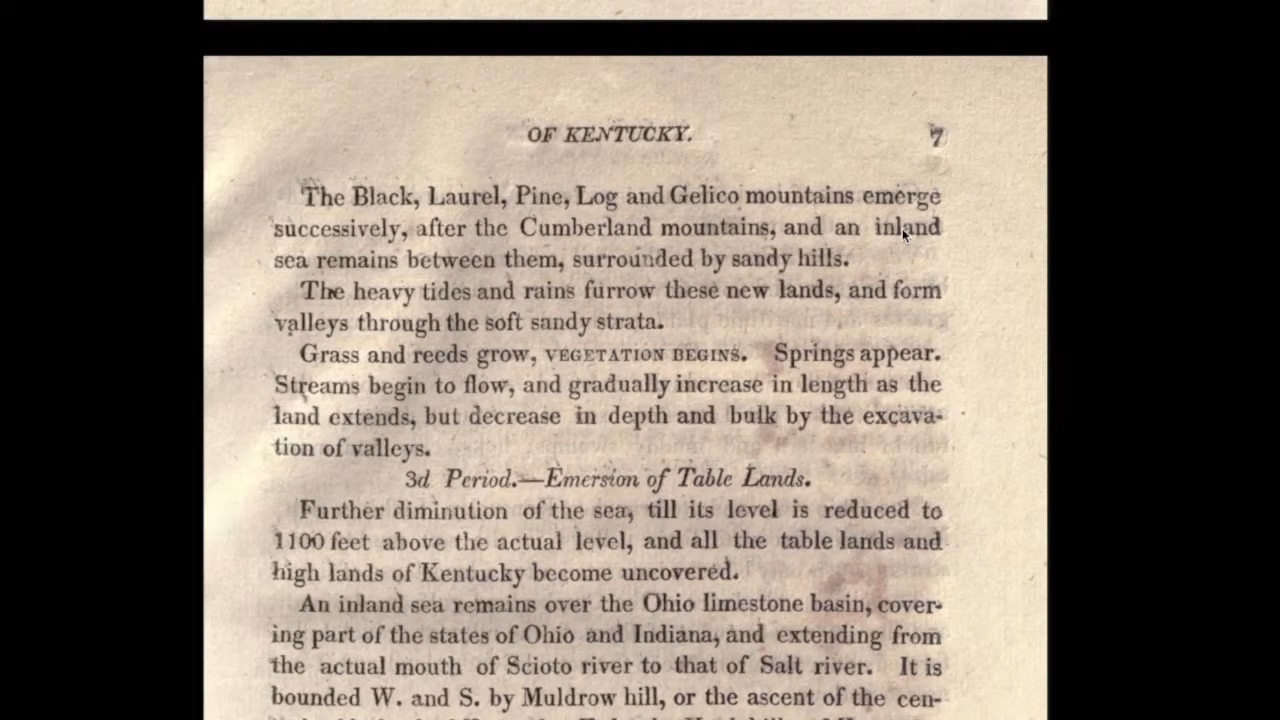 OF KENTUCKY. 7
The Black, Laurel, Pine, Log and Gelico mountains emerge
successively, after the Cumberland mountains, and an inland
sea remains between them, surrounded by sandy hills.
The heavy tides and rains furrow these new lands, and form
valleys through the soft sandy strata.
Grass and reeds grow, VEGETATION BEGINS. Springs appear.
Streams begin to flow, and gradually increase in length as the
land extends, but decrease in depth and bulk by the excava-
tion of valleys.
3d Period.—Emersion of Table Lands.
Further diminution of the sea, till its level is reduced to
1100 feet above the actual level, and all the table lands and
high lands of Kentucky become uncovered.
An inland sea remains over the Ohio limestone basin, cover-
ing part of the states of Ohio and Indiana, and extending from
the actual mouth of Scioto river to that of Salt river. It is
bounded W. and S. by Muldrow hill, or the ascent of the cen-